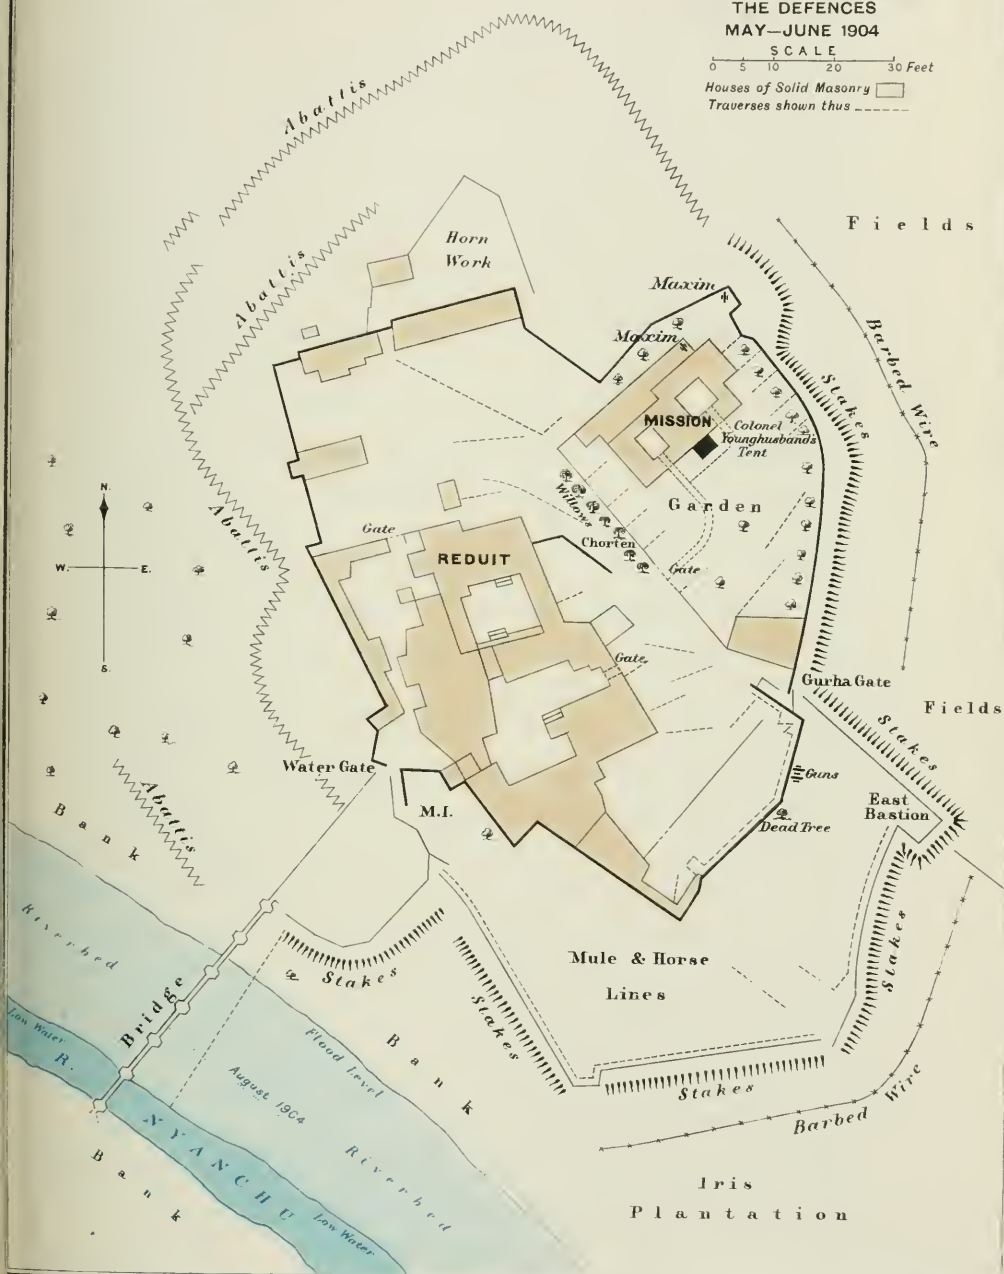 THE DEFENCES
MAY—JUNE 1904
SCALE
0 5 10 20 30 Feet
Houses of Solid Masonry
Traverses shown thus
Abattis
Fields
Horn
Work
Abattis
Maxim
Maxim
Barbed Wire
Stakes
MISSION
Colonel
Younghusbands
Tent
Willows
Garden
N.
W. E.
S.
Abattis
Gate
REDUIT
Chorten
Gate
Gate
Gurha Gate
Fields
Stakes
Water Gate
Guns
East
Bastion
M.I.
Dead Tree
Abattis
Bank
Riverbed
Stakes
Stakes
Mule & Horse
Lines
Stakes
Bridge
Low Water
R. NYANCHU
Flood Level
August 1904
Bank
Stakes
Barbed Wire
Riverbed
Low Water
Bank
Iris
Plantation